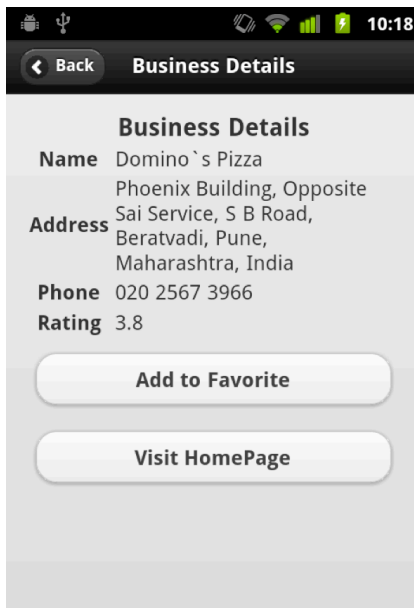 10:18
Back Business Details
Business Details
Name Domino`s Pizza
Address Phoenix Building, Opposite
Sai Service, S B Road,
Beratvadi, Pune,
Maharashtra, India
Phone 020 2567 3966
Rating 3.8
Add to Favorite
Visit HomePage